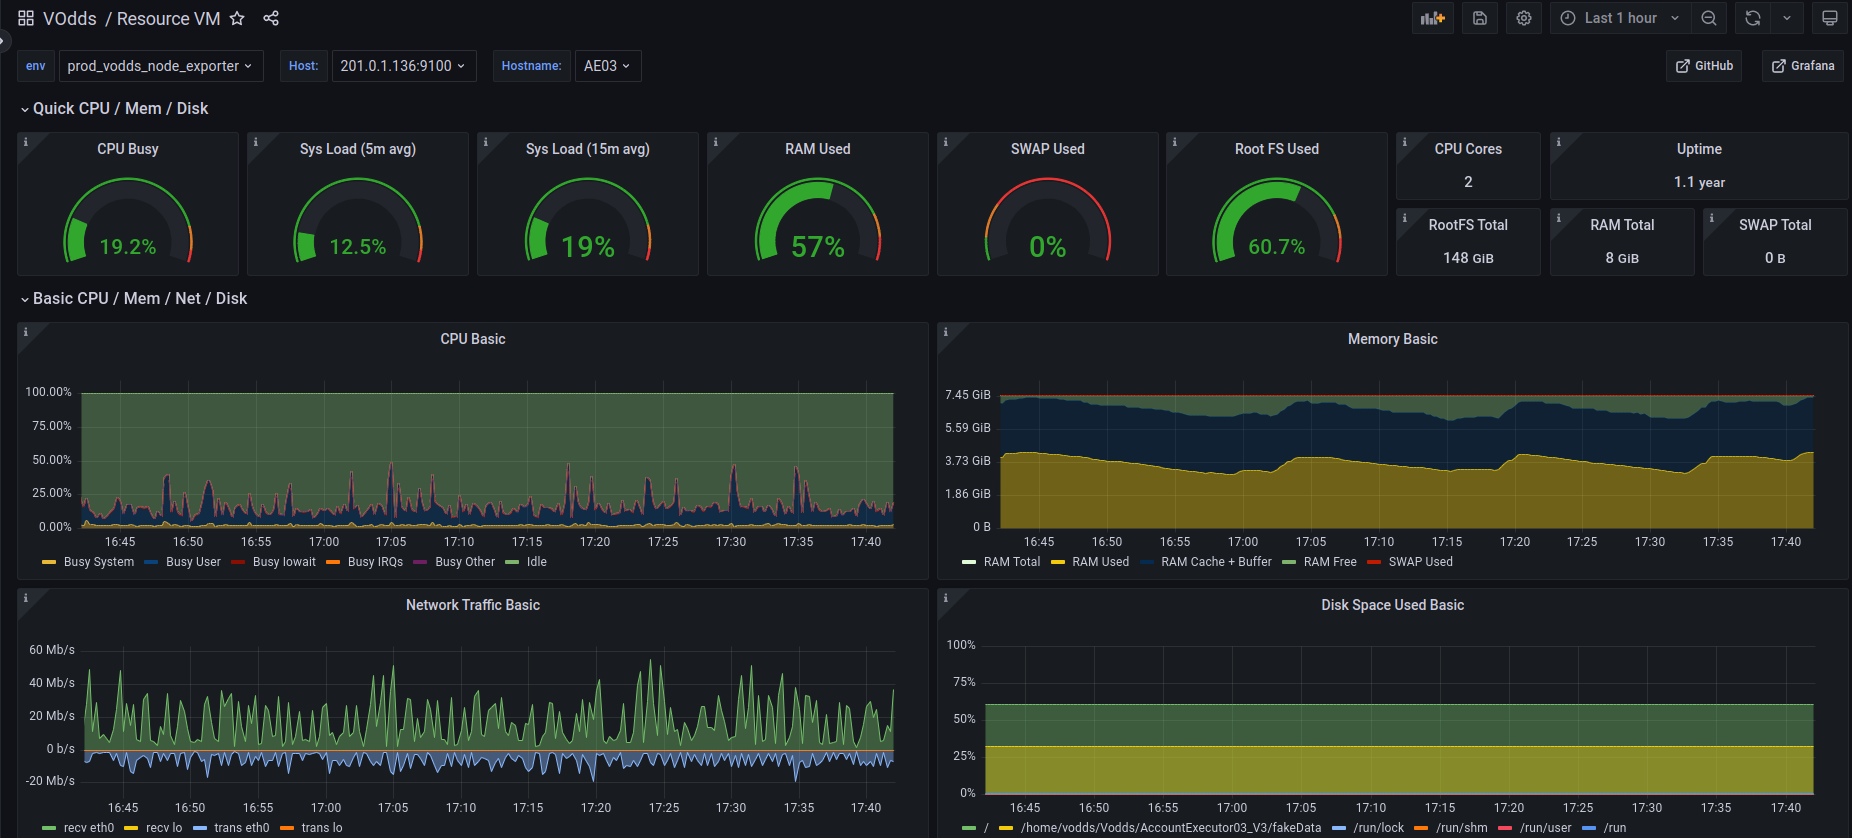 VOdds / Resource VM
Last 1 hour
env prod_vodds_node_exporter Host: 201.0.1.136:9100 Hostname: AE03 GitHub Grafana
Quick CPU / Mem / Disk
CPU Busy
19.2%
Sys Load (5m avg)
12.5%
Sys Load (15m avg)
19%
RAM Used
57%
SWAP Used
0%
Root FS Used
60.7%
CPU Cores
2
Uptime
1.1 year
RootFS Total
148 GiB
RAM Total
8 GiB
SWAP Total
0 B
Basic CPU / Mem / Net / Disk
CPU Basic
100.00%
75.00%
50.00%
25.00%
0.00%
16:45 16:50 16:55 17:00 17:05 17:10 17:15 17:20 17:25 17:30 17:35 17:40
Busy System Busy User Busy Iowait Busy IRQs Busy Other Idle
Memory Basic
7.45 GiB
5.59 GiB
3.73 GiB
1.86 GiB
0 B
16:45 16:50 16:55 17:00 17:05 17:10 17:15 17:20 17:25 17:30 17:35 17:40
RAM Total RAM Used RAM Cache + Buffer RAM Free SWAP Used
Network Traffic Basic
60 Mb/s
40 Mb/s
20 Mb/s
0 b/s
-20 Mb/s
16:45 16:50 16:55 17:00 17:05 17:10 17:15 17:20 17:25 17:30 17:35 17:40
recv eth0 recv lo trans eth0 trans lo
Disk Space Used Basic
100%
75%
50%
25%
0%
16:45 16:50 16:55 17:00 17:05 17:10 17:15 17:20 17:25 17:30 17:35 17:40
/ /home/vodds/Vodds/AccountExecutor03_V3/fakeData /run/lock /run/shm /run/user /run